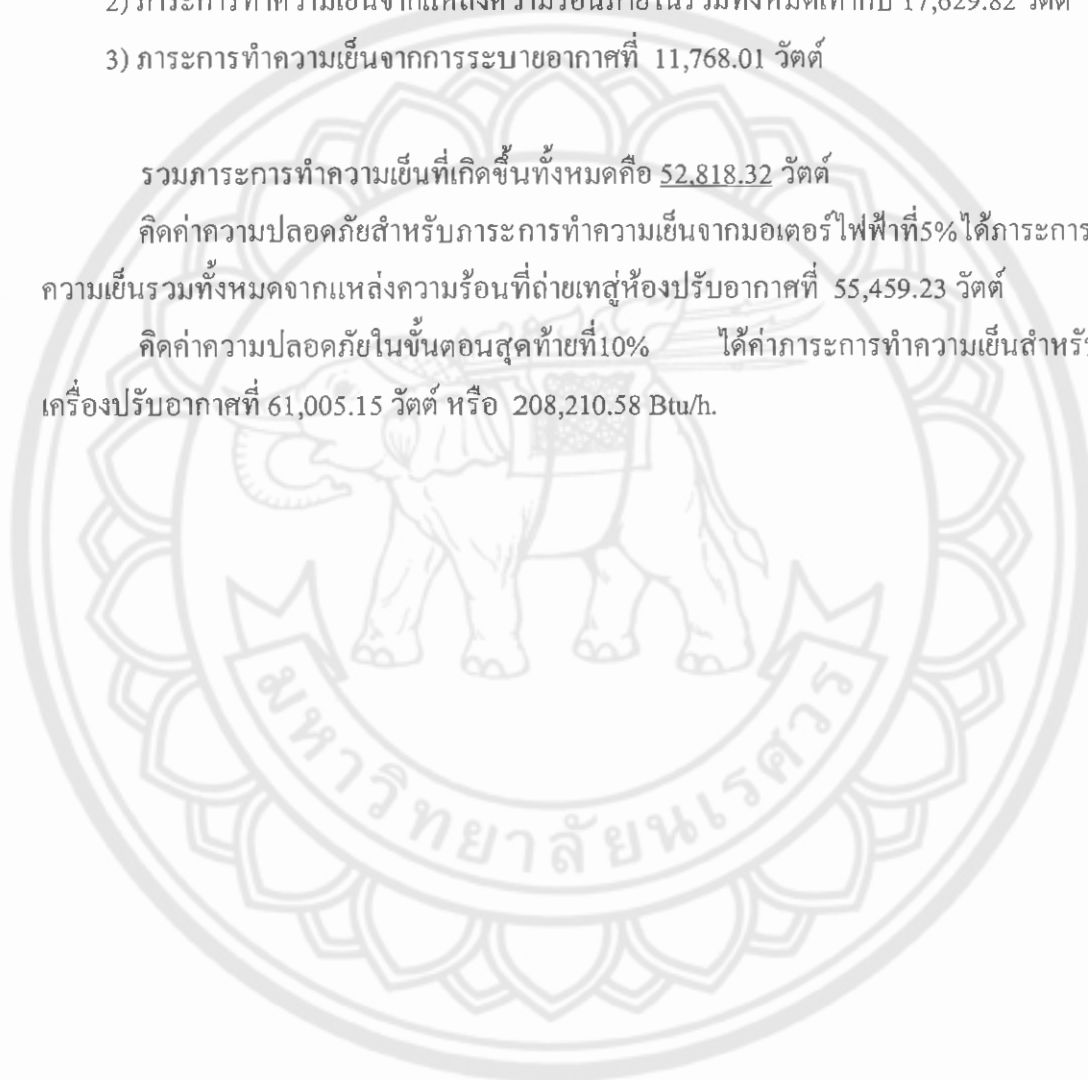 2) ภาระการทำความเย็นจากแหล่งความร้อนภายในรวมทั้งหมดเท่ากับ 17,629.82 วัตต์
3) ภาระการทำความเย็นจากการระบายอากาศที่ 11,768.01 วัตต์
รวมภาระการทำความเย็นที่เกิดขึ้นทั้งหมดคือ 52,818.32 วัตต์
คิดค่าความปลอดภัยสำหรับภาระการทำความเย็นจากมอเตอร์ไฟฟ้าที่5%ได้ภาระการ
ความเย็นรวมทั้งหมดจากแหล่งความร้อนที่ถ่ายเทสู่ห้องปรับอากาศที่ 55,459.23 วัตต์
คิดค่าความปลอดภัยในขั้นตอนสุดท้ายที่10% ได้ค่าภาระการทำความเย็นสำหรับ
เครื่องปรับอากาศที่ 61,005.15 วัตต์ หรือ 208,210.58 Btu/h.
มหาวิทยาลัยนเรศวร